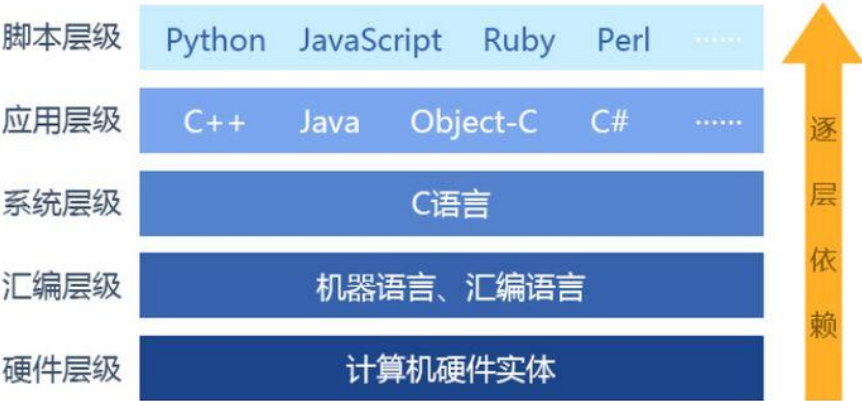 脚本层级 Python JavaScript Ruby Perl ······
应用层级 C++ Java Object-C C# ······
系统层级 C语言
汇编层级 机器语言、汇编语言
硬件层级 计算机硬件实体
逐层依赖